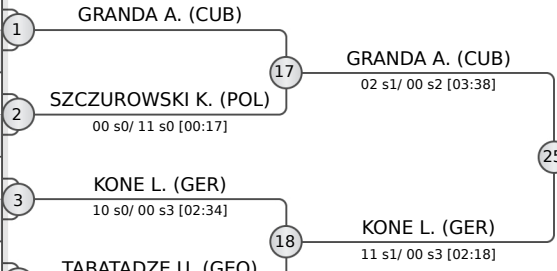 GRANDA A. (CUB)
1
GRANDA A. (CUB)
17
02 s1/ 00 s2 [03:38]
SZCZUROWSKI K. (POL)
2
00 s0/ 11 s0 [00:17]
25
KONE L. (GER)
3
10 s0/ 00 s3 [02:34]
KONE L. (GER)
18
11 s1/ 00 s3 [02:18]
TABATADZE U. (GEO)